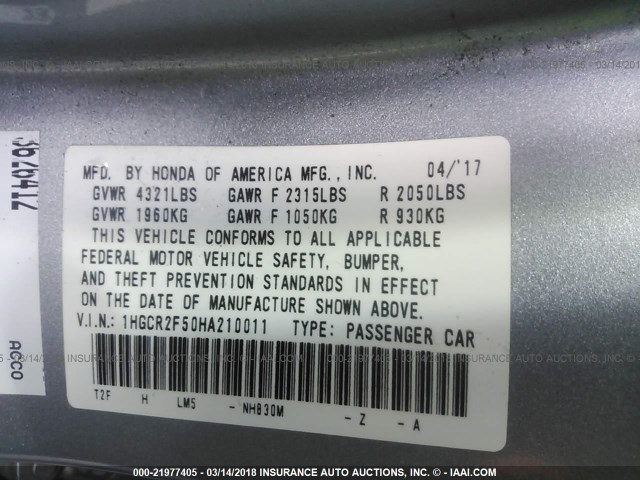 MFD. BY HONDA OF AMERICA MFG., INC. 04/'17
GVWR 4321LBS GAWR F 2315LBS R 2050LBS
GVWR 1960KG GAWR F 1050KG R 930KG
THIS VEHICLE CONFORMS TO ALL APPLICABLE
FEDERAL MOTOR VEHICLE SAFETY, BUMPER,
AND THEFT PREVENTION STANDARDS IN EFFECT
ON THE DATE OF MANUFACTURE SHOWN ABOVE.
V.I.N.: 1HGCR2F50HA210011 TYPE: PASSENGER CAR
T2F H LM5 - NH830M - Z - A
ACCO
000-21977405 - 03/14/2018 INSURANCE AUTO AUCTIONS, INC. - © - IAAI.COM